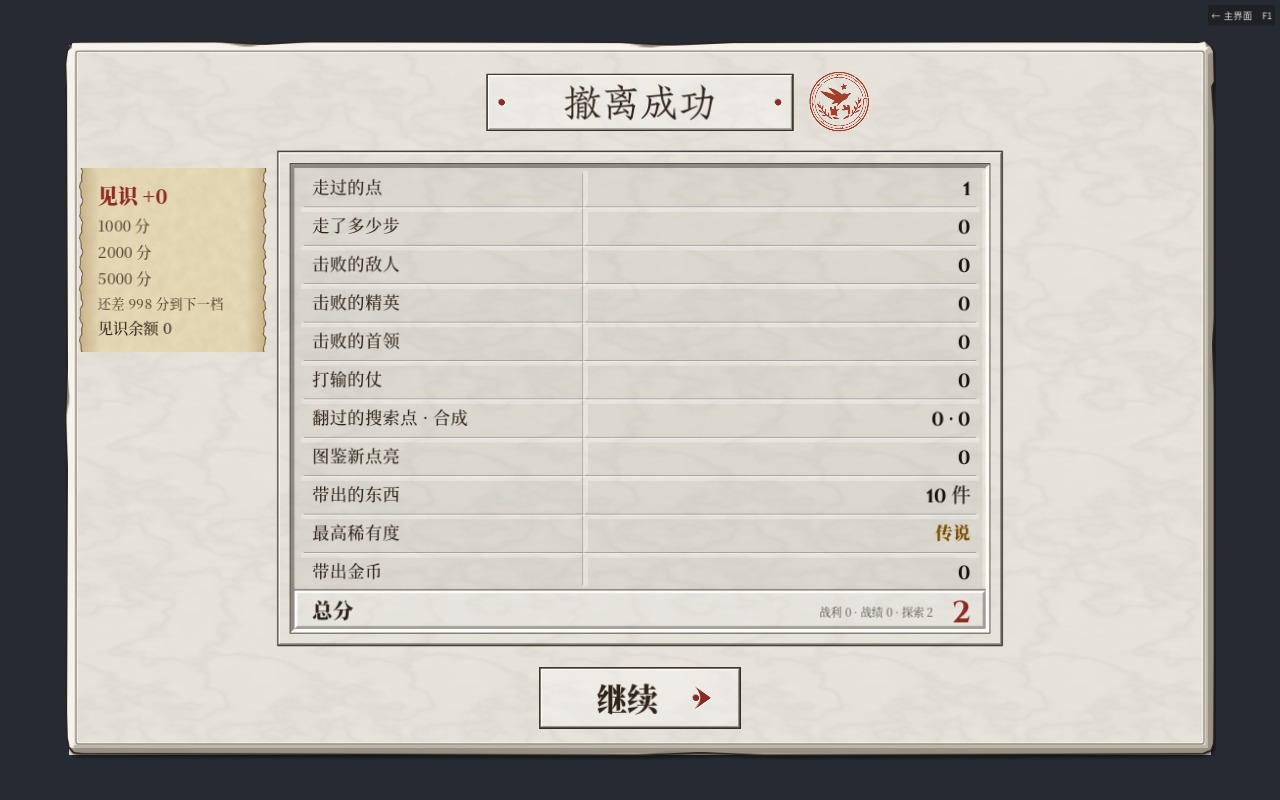 ← 主界面 F1
撤离成功
见识 +0
1000 分
2000 分
5000 分
还差 998 分到下一档
见识余额 0
走过的点 1
走了多少步 0
击败的敌人 0
击败的精英 0
击败的首领 0
打输的仗 0
翻过的搜索点 · 合成 0 · 0
图鉴新点亮 0
带出的东西 10 件
最高稀有度 传说
带出金币 0
总分 战利 0 · 战绩 0 · 探索 2 2
继续